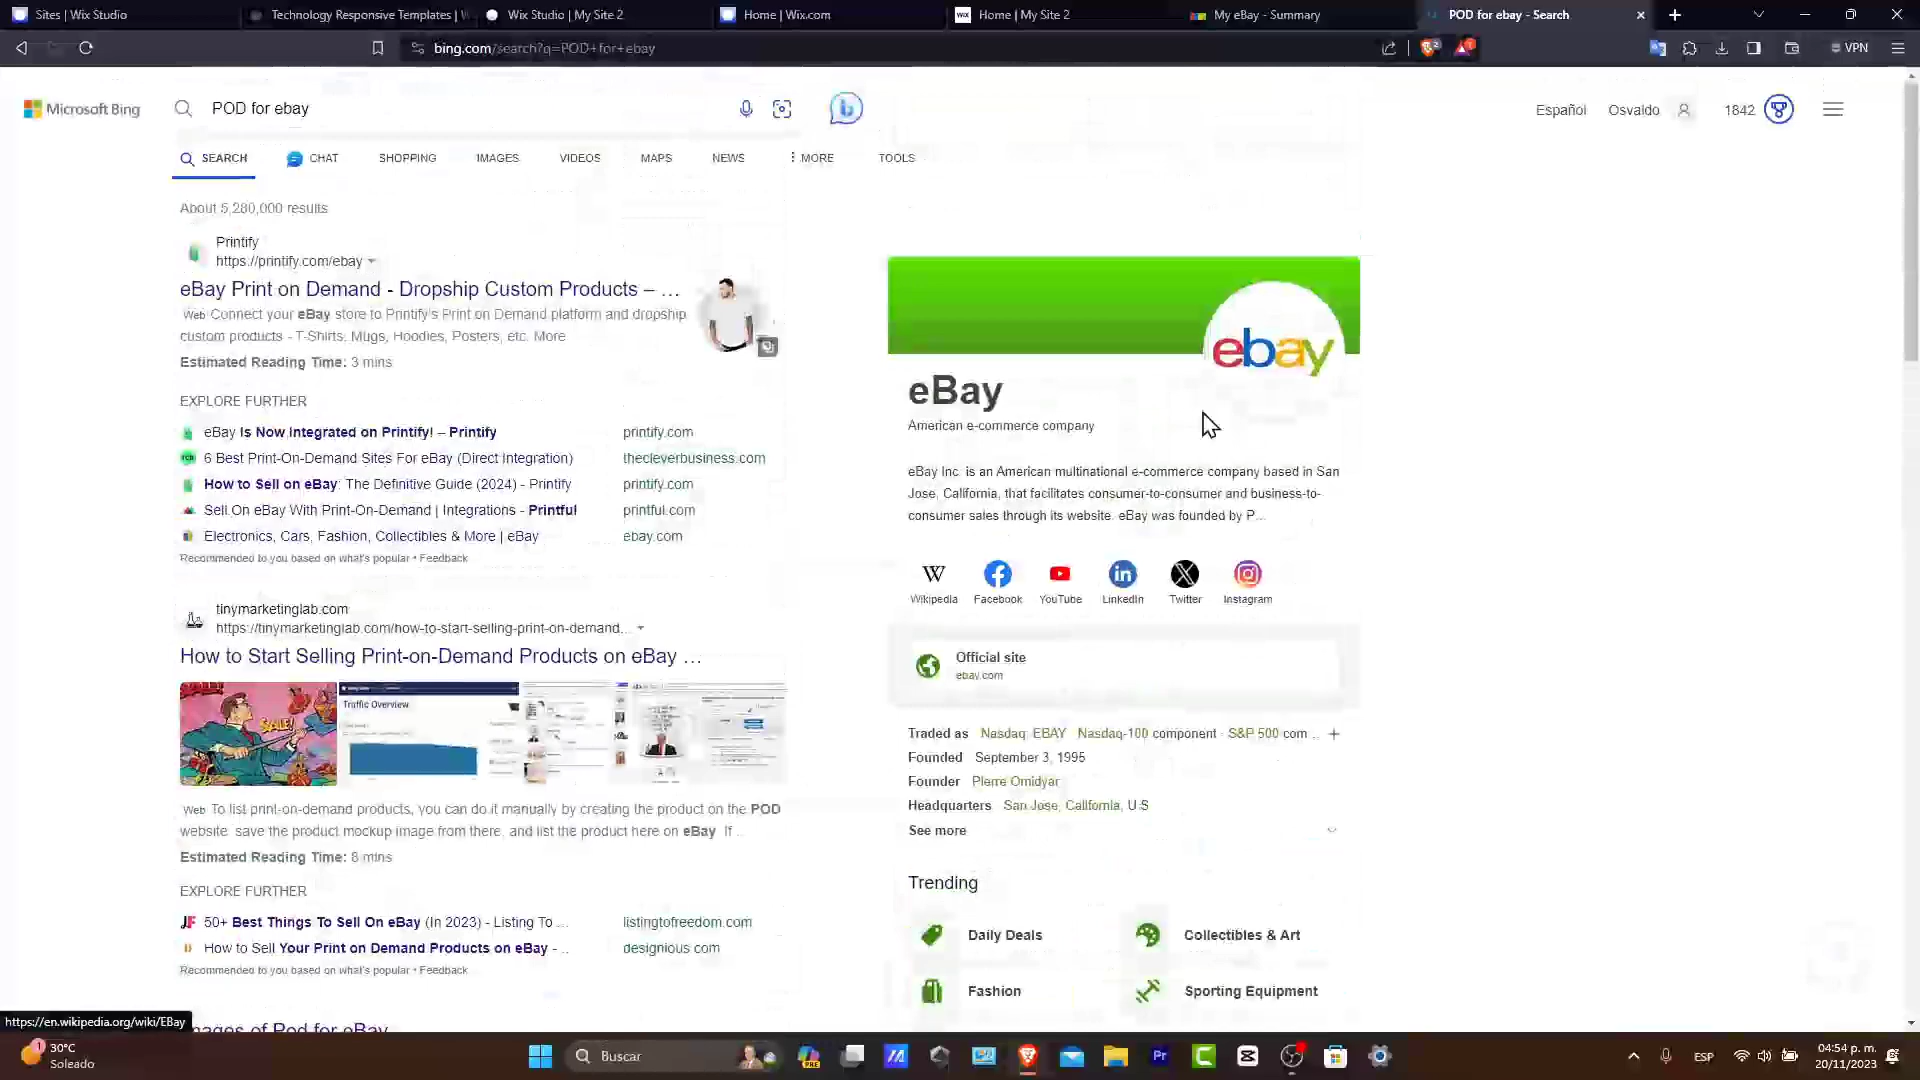 Sites | Wix Studio
Technology Responsive Templates | W
Wix Studio | My Site 2
Home | Wix.com
Home | My Site 2
My eBay - Summary
POD for ebay - Search
bing.com/search?q=POD+for+ebay
VPN
Microsoft Bing
POD for ebay
Español
Osvaldo
1842
SEARCH
CHAT
SHOPPING
IMAGES
VIDEOS
MAPS
NEWS
MORE
TOOLS
About 5,280,000 results
Printify
https://printify.com/ebay
eBay Print on Demand - Dropship Custom Products – ...
Web Connect your eBay store to Printify's Print on Demand platform and dropship
custom products - T-Shirts, Mugs, Hoodies, Posters, etc. More
Estimated Reading Time: 3 mins
EXPLORE FURTHER
eBay Is Now Integrated on Printify! – Printify
printify.com
6 Best Print-On-Demand Sites For eBay (Direct Integration)
thecleverbusiness.com
How to Sell on eBay: The Definitive Guide (2024) - Printify
printify.com
Sell On eBay With Print-On-Demand | Integrations - Printful
printful.com
Electronics, Cars, Fashion, Collectibles & More | eBay
ebay.com
Recommended to you based on what's popular • Feedback
tinymarketinglab.com
https://tinymarketinglab.com/how-to-start-selling-print-on-demand...
How to Start Selling Print-on-Demand Products on eBay ...
SALE!
Traffic Overview
Web To list print-on-demand products, you can do it manually by creating the product on the POD
website, save the product mockup image from there, and list the product here on eBay. If ...
Estimated Reading Time: 8 mins
EXPLORE FURTHER
50+ Best Things To Sell On eBay (In 2023) - Listing To ...
listingtofreedom.com
How to Sell Your Print on Demand Products on eBay - ...
designious.com
Recommended to you based on what's popular • Feedback
Images of Pod for eBay
https://en.wikipedia.org/wiki/EBay
ebay
eBay
American e-commerce company
eBay Inc. is an American multinational e-commerce company based in San
Jose, California, that facilitates consumer-to-consumer and business-to-
consumer sales through its website. eBay was founded by P...
Wikipedia
Facebook
YouTube
LinkedIn
Twitter
Instagram
Official site
ebay.com
Traded as Nasdaq: EBAY · Nasdaq-100 component · S&P 500 com ...
Founded September 3, 1995
Founder Pierre Omidyar
Headquarters San Jose, California, U.S
See more
Trending
Daily Deals
Collectibles & Art
Fashion
Sporting Equipment
30°C
Soleado
Buscar
ESP
04:54 p. m.
20/11/2023